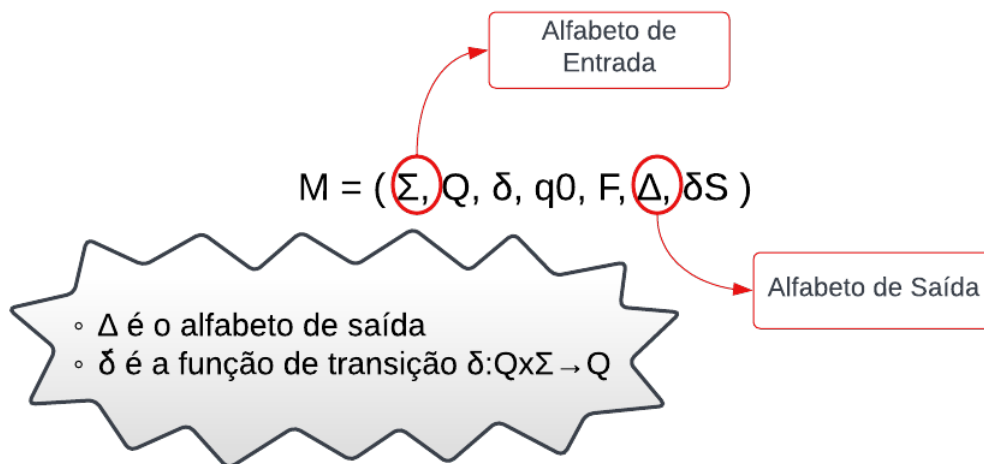 Alfabeto de
Entrada
M = ( Σ, Q, δ, q0, F, Δ, δS )
Alfabeto de Saída
◦ Δ é o alfabeto de saída
◦ δ é a função de transição δ:QxΣ→Q